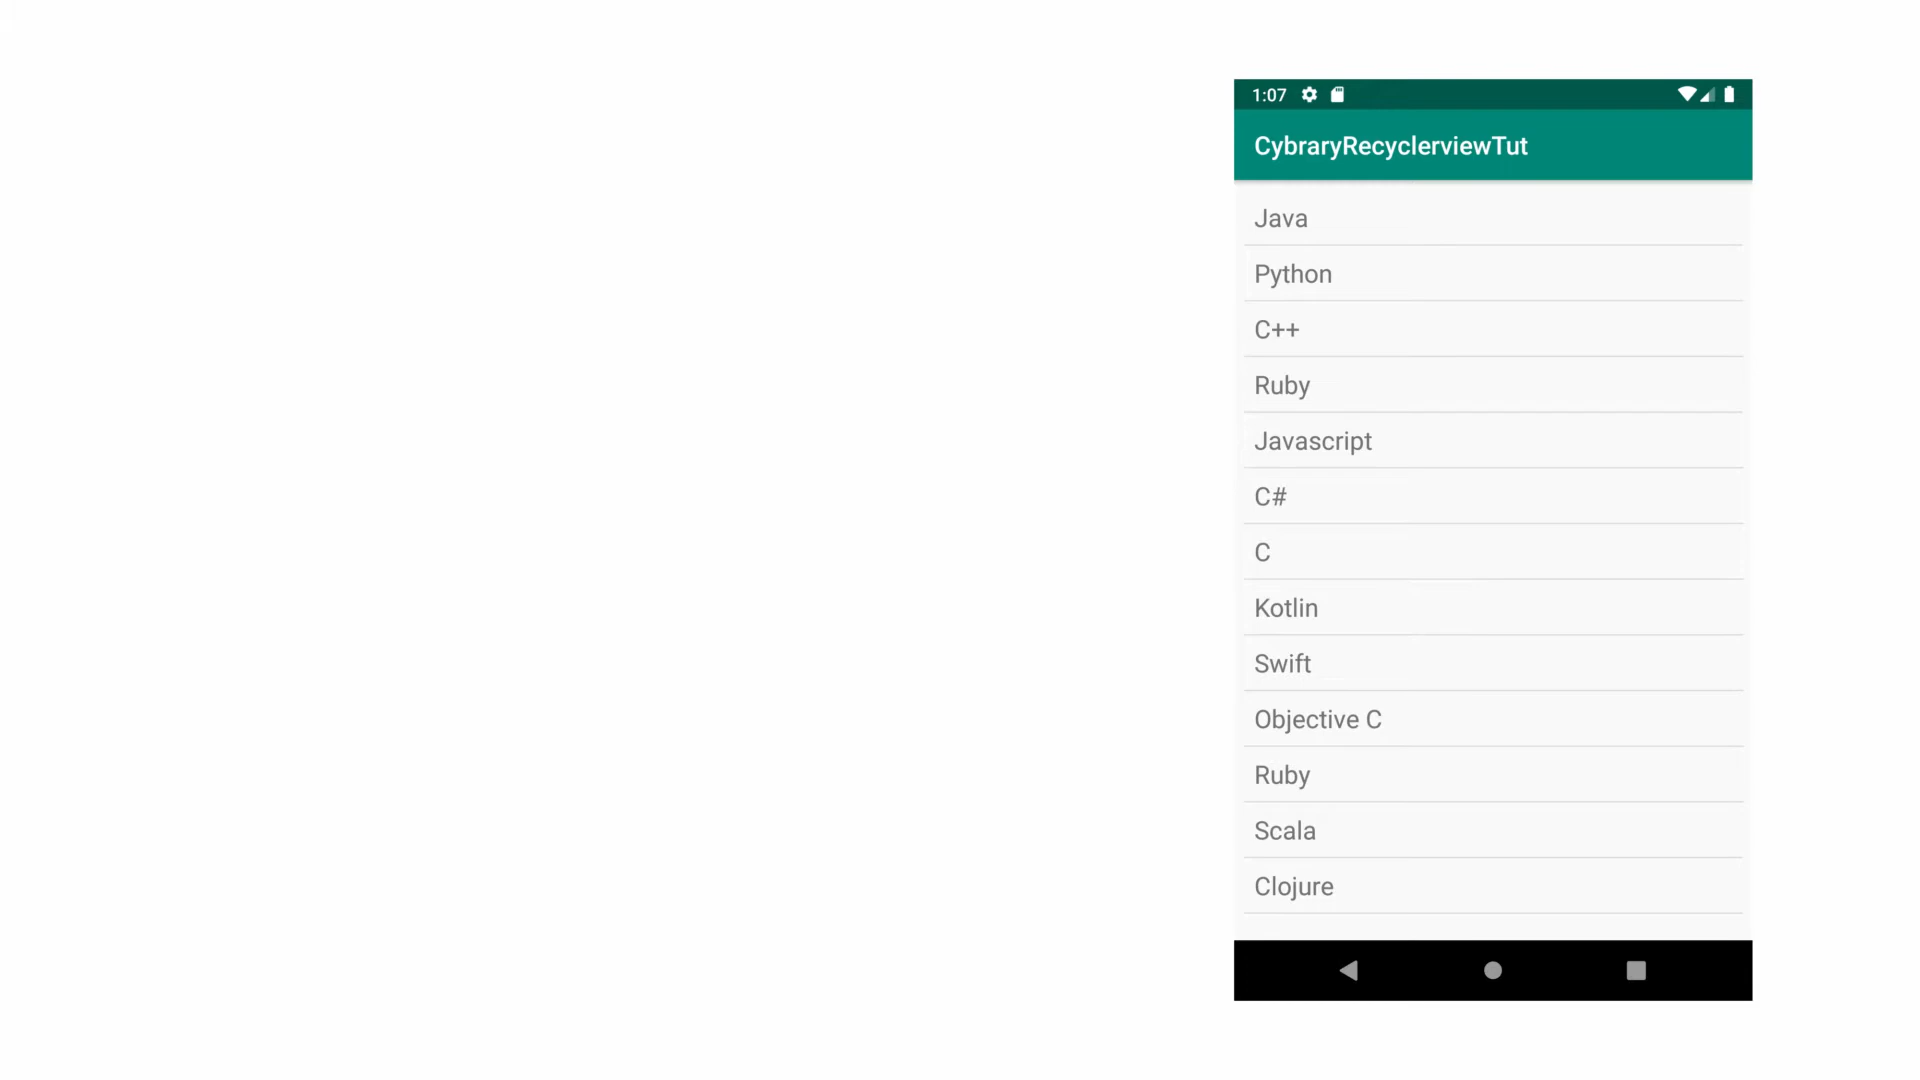 1:07
CybraryRecyclerviewTut
Java
Python
C++
Ruby
Javascript
C#
C
Kotlin
Swift
Objective C
Ruby
Scala
Clojure